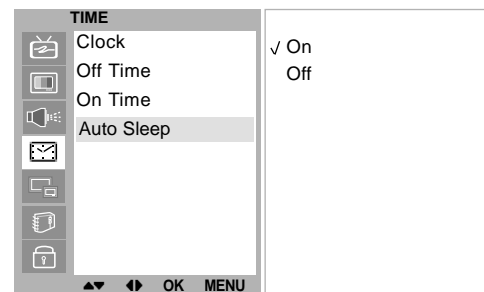 TIME
Clock
Off Time
On Time
Auto Sleep
√ On
Off
▲▼ ◀▶ OK MENU